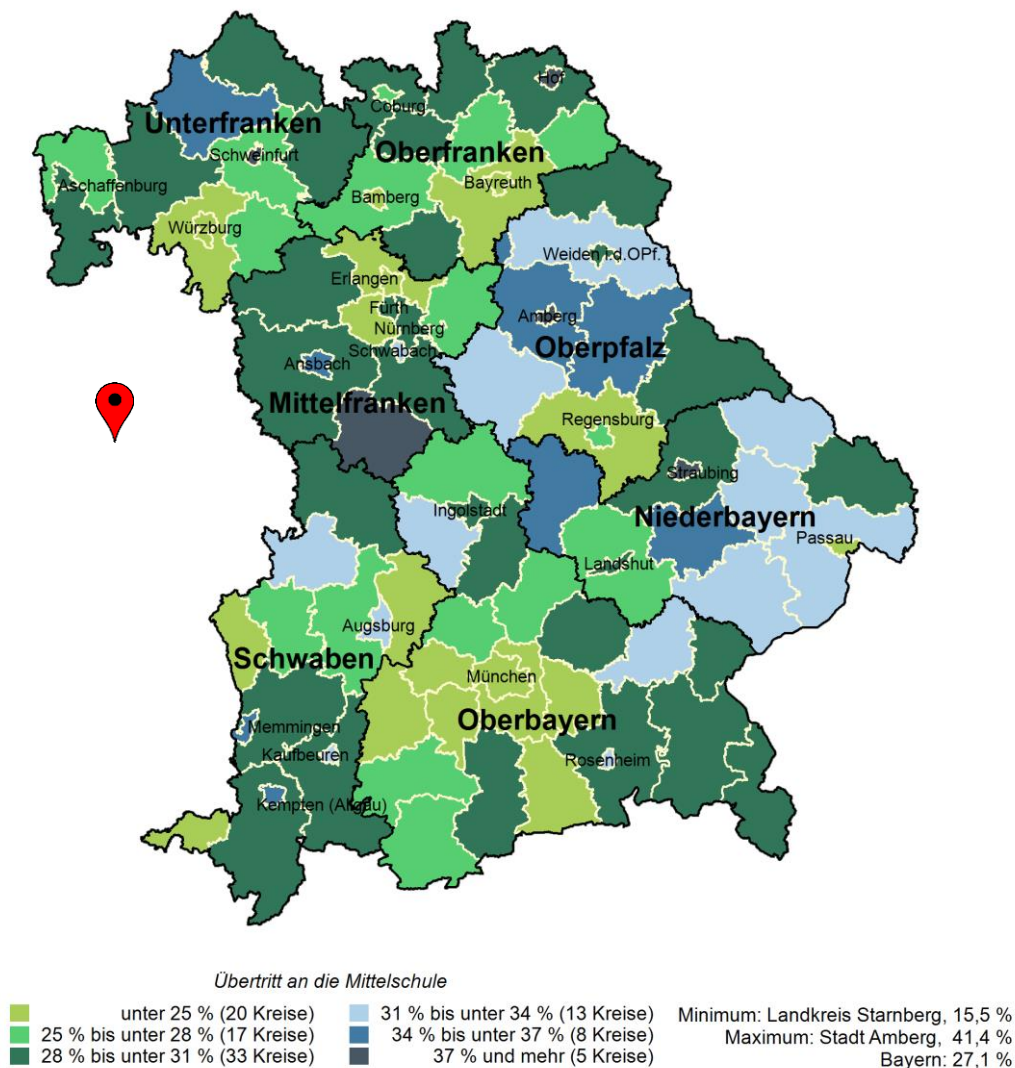 Hof
Coburg
Unterfranken
Schweinfurt
Oberfranken
Aschaffenburg
Bayreuth
Bamberg
Würzburg
Weiden i.d.OPf.
Erlangen
Fürth
Amberg
Nürnberg
Oberpfalz
Schwabach
Ansbach
Mittelfranken
Regensburg
Straubing
Ingolstadt
Niederbayern
Passau
Landshut
Augsburg
Schwaben
München
Oberbayern
Memmingen
Kaufbeuren
Rosenheim
Kempten (Allgäu)
Übertritt an die Mittelschule
unter 25 % (20 Kreise)
25 % bis unter 28 % (17 Kreise)
28 % bis unter 31 % (33 Kreise)
31 % bis unter 34 % (13 Kreise)
34 % bis unter 37 % (8 Kreise)
37 % und mehr (5 Kreise)
Minimum: Landkreis Starnberg, 15,5 %
Maximum: Stadt Amberg, 41,4 %
Bayern: 27,1 %